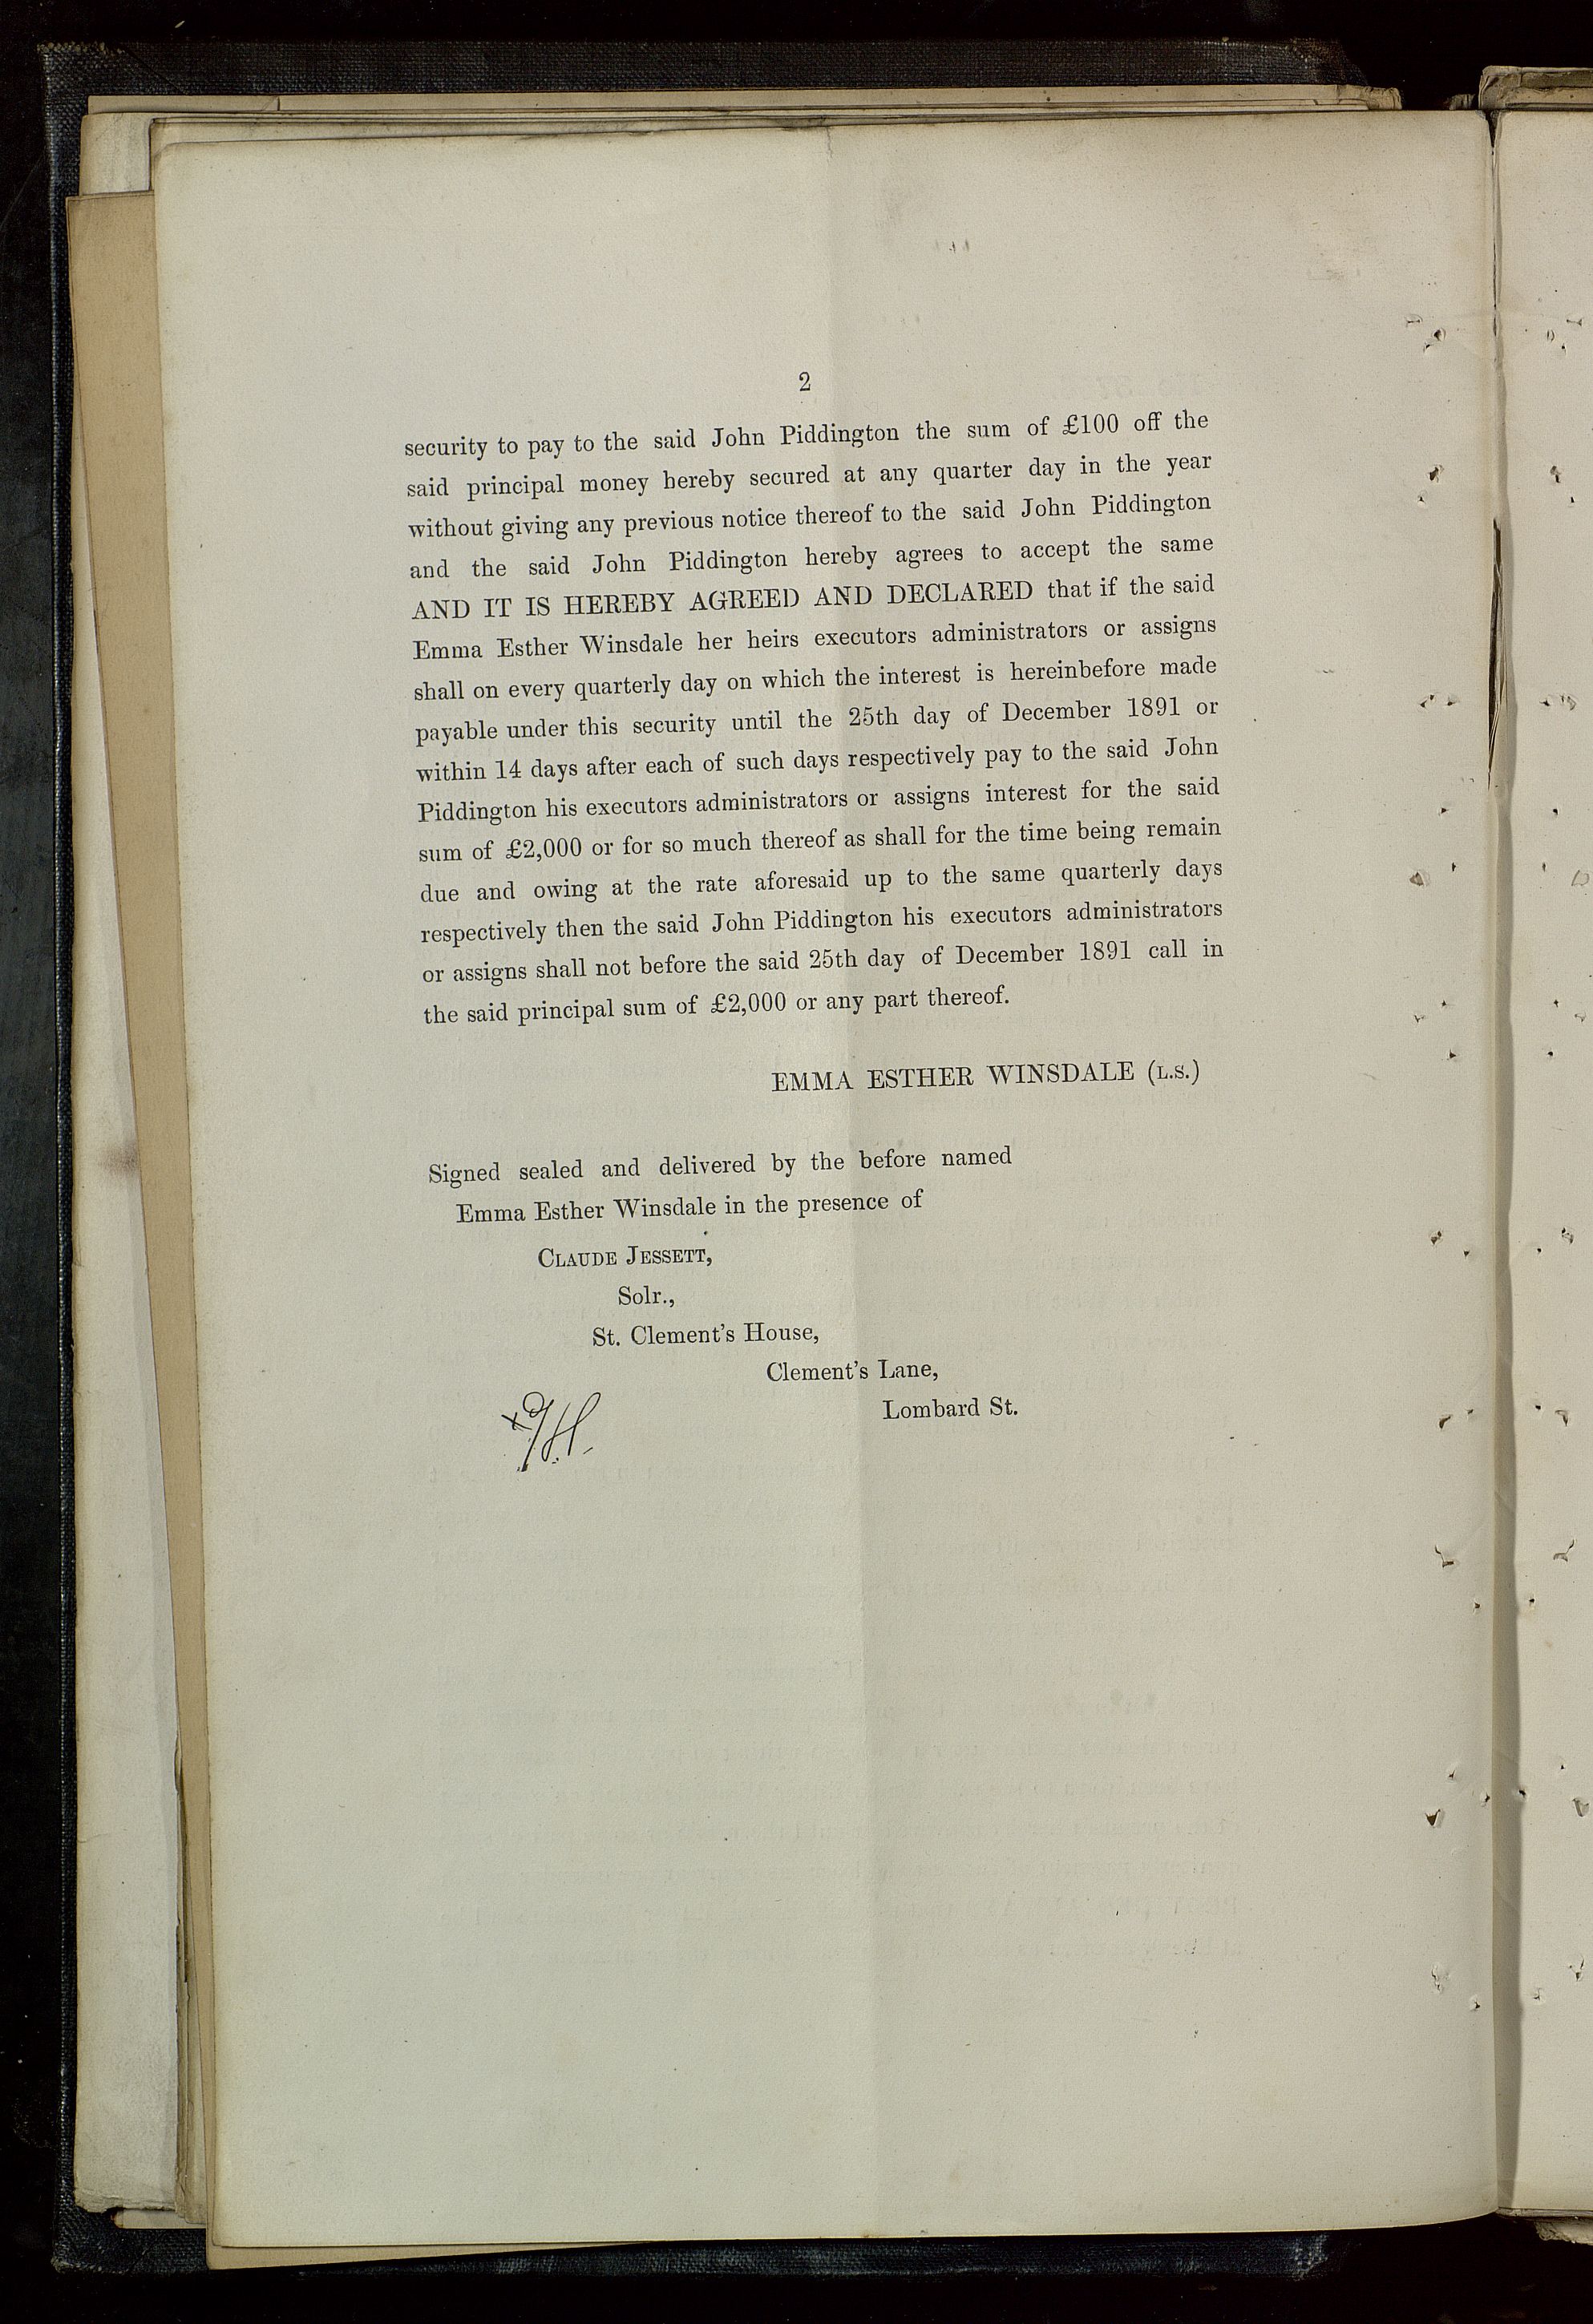 2
security to pay to the said John Piddington the sum of £100 off the
said principal money hereby secured at any quarter day in the year
without giving any previous notice thereof to the said John Piddington
and the said John Piddington hereby agrees to accept the same
AND IT IS HEREBY AGREED AND DECLARED that if the said
Emma Esther Winsdale her heirs executors administrators or assigns
shall on every quarterly day on which the interest is hereinbefore made
payable under this security until the 25th day of December 1891 or
within 14 days after each of such days respectively pay to the said John
Piddington his executors administrators or assigns interest for the said
sum of £2,000 or for so much thereof as shall for the time being remain
due and owing at the rate aforesaid up to the same quarterly days
respectively then the said John Piddington his executors administrators
or assigns shall not before the said 25th day of December 1891 call in
the said principal sum of £2,000 or any part thereof.
EMMA ESTHER WINSDALE (L.S.)
Signed sealed and delivered by the before named
Emma Esther Winsdale in the presence of
CLAUDE JESSETT,
Solr.,
St. Clement's House,
Clement's Lane,
Lombard St.